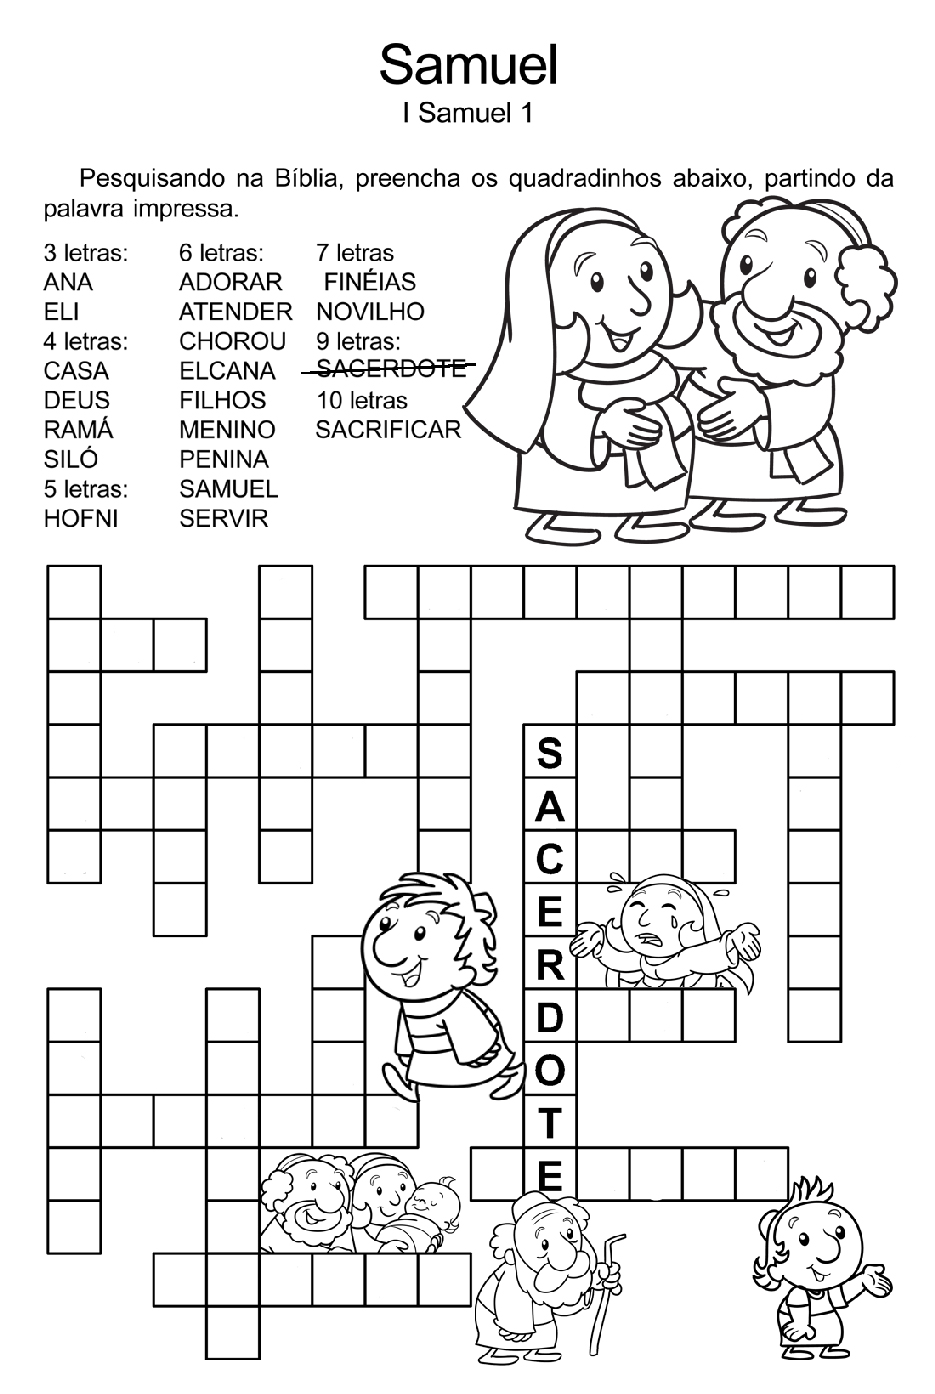 Samuel
I Samuel 1
Pesquisando na Bíblia, preencha os quadradinhos abaixo, partindo da
palavra impressa.
3 letras:
ANA
ELI
4 letras:
CASA
DEUS
RAMÁ
SILÓ
5 letras:
HOFNI
6 letras:
ADORAR
ATENDER
CHOROU
ELCANA
FILHOS
MENINO
PENINA
SAMUEL
SERVIR
7 letras
FINÉIAS
NOVILHO
9 letras:
SACERDOTE
10 letras
SACRIFICAR
S
A
C
E
R
D
O
T
E